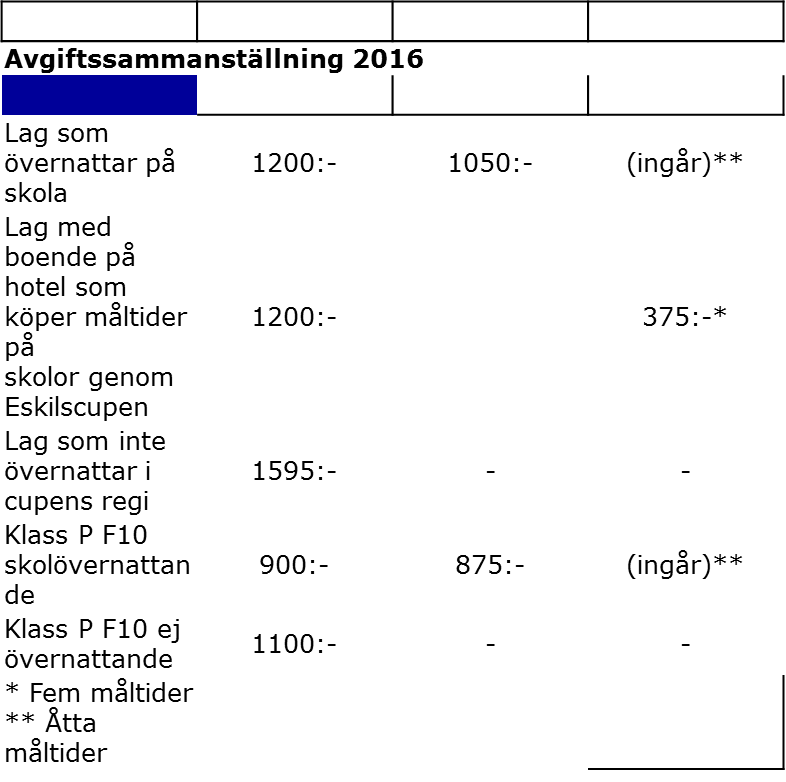 Avgiftssammanställning 2016
Lag som
övernattar på
skola
1200:-
1050:-
(ingår)**
Lag med
boende på
hotel som
köper måltider
på
skolor genom
Eskilscupen
1200:-
375:-*
Lag som inte
övernattar i
cupens regi
1595:-
-
-
Klass P F10
skolövernattan
de
900:-
875:-
(ingår)**
Klass P F10 ej
övernattande
1100:-
-
-
* Fem måltider
** Åtta
måltider